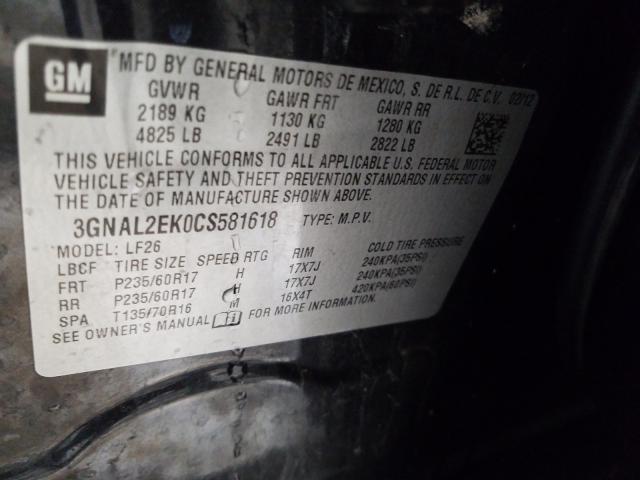 GM
MFD BY GENERAL MOTORS DE MEXICO, S. DE R.L. DE C.V. 02/12
GVWR GAWR FRT GAWR RR
2189 KG 1130 KG 1280 KG
4825 LB 2491 LB 2822 LB
THIS VEHICLE CONFORMS TO ALL APPLICABLE U.S. FEDERAL MOTOR
VEHICLE SAFETY AND THEFT PREVENTION STANDARDS IN EFFECT ON
THE DATE OF MANUFACTURE SHOWN ABOVE.
3GNAL2EK0CS581618 TYPE: M.P.V.
MODEL: LF26
LBCF TIRE SIZE SPEED RTG RIM COLD TIRE PRESSURE
FRT P235/60R17 H 17X7J 240KPA(35PSI)
RR P235/60R17 H 17X7J 240KPA(35PSI)
SPA T135/70R16 M 16X4T 420KPA(60PSI)
SEE OWNER'S MANUAL FOR MORE INFORMATION.